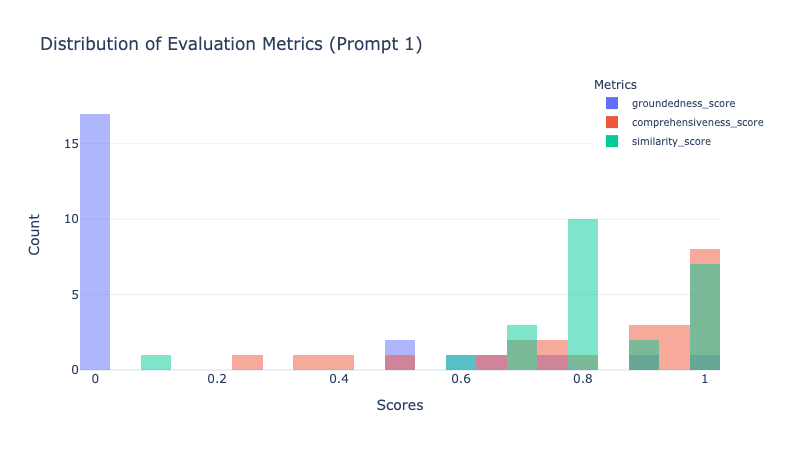 Distribution of Evaluation Metrics (Prompt 1)
Metrics
groundedness_score
comprehensiveness_score
similarity_score
15
10
5
0
Count
0 0.2 0.4 0.6 0.8 1
Scores